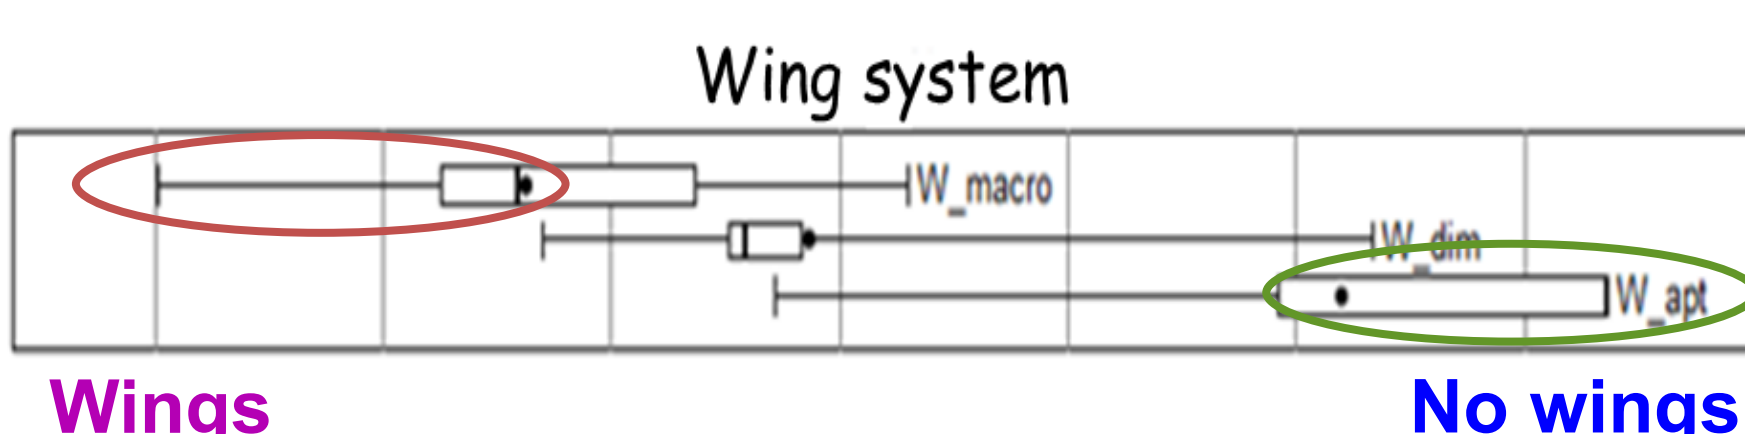 Wing system
W_macro
W_dim
W_apt
Wings
No wings